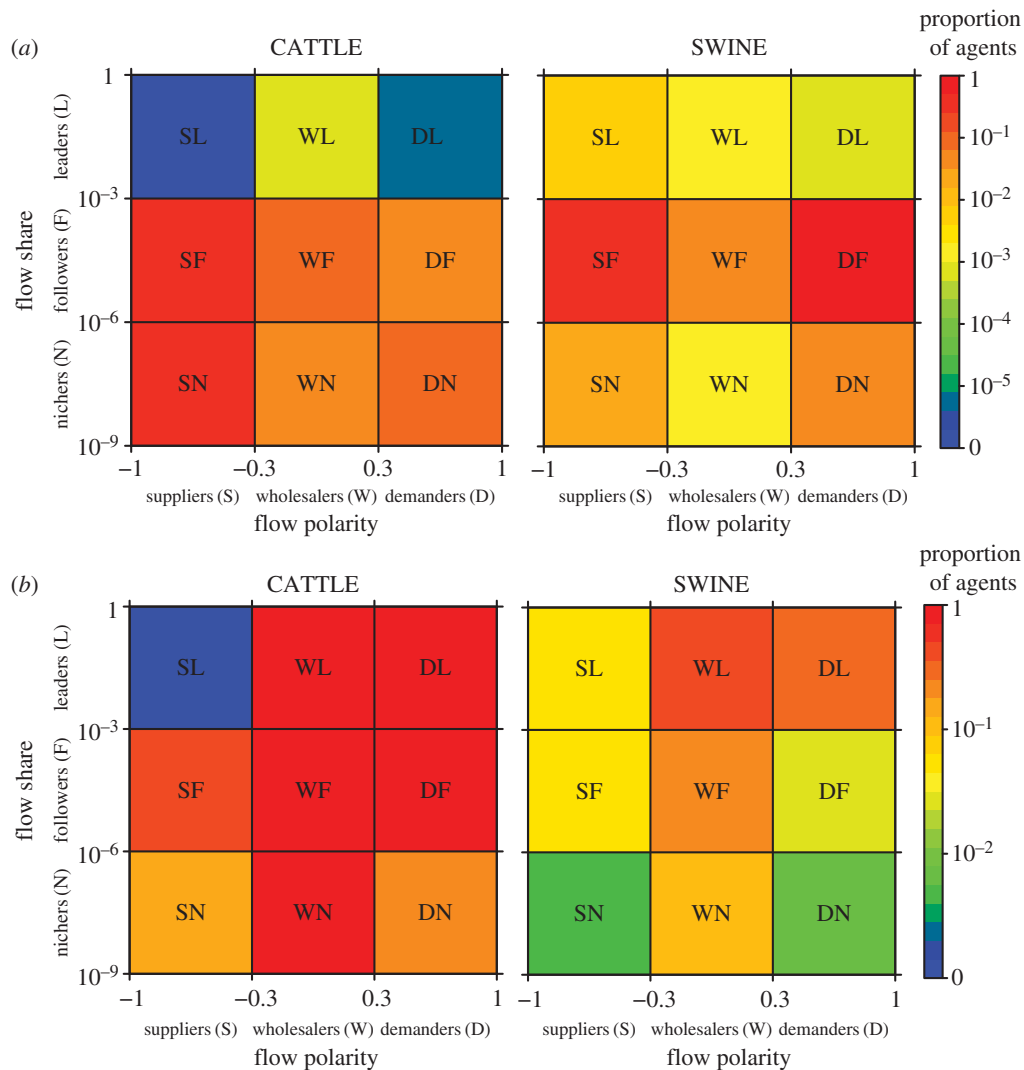 (a)
CATTLE
SWINE
proportion
of agents
flow share
leaders (L)
followers (F)
nichers (N)
1
10−3
10−6
10−9
SL WL DL
SF WF DF
SN WN DN
−1 −0.3 0.3 1
suppliers (S) wholesalers (W) demanders (D)
flow polarity
SL WL DL
SF WF DF
SN WN DN
−1 −0.3 0.3 1
suppliers (S) wholesalers (W) demanders (D)
flow polarity
1
10−1
10−2
10−3
10−4
10−5
0
(b)
CATTLE
SWINE
proportion
of agents
flow share
leaders (L)
followers (F)
nichers (N)
1
10−3
10−6
10−9
SL WL DL
SF WF DF
SN WN DN
−1 −0.3 0.3 1
suppliers (S) wholesalers (W) demanders (D)
flow polarity
SL WL DL
SF WF DF
SN WN DN
−1 −0.3 0.3 1
suppliers (S) wholesalers (W) demanders (D)
flow polarity
1
10−1
10−2
0